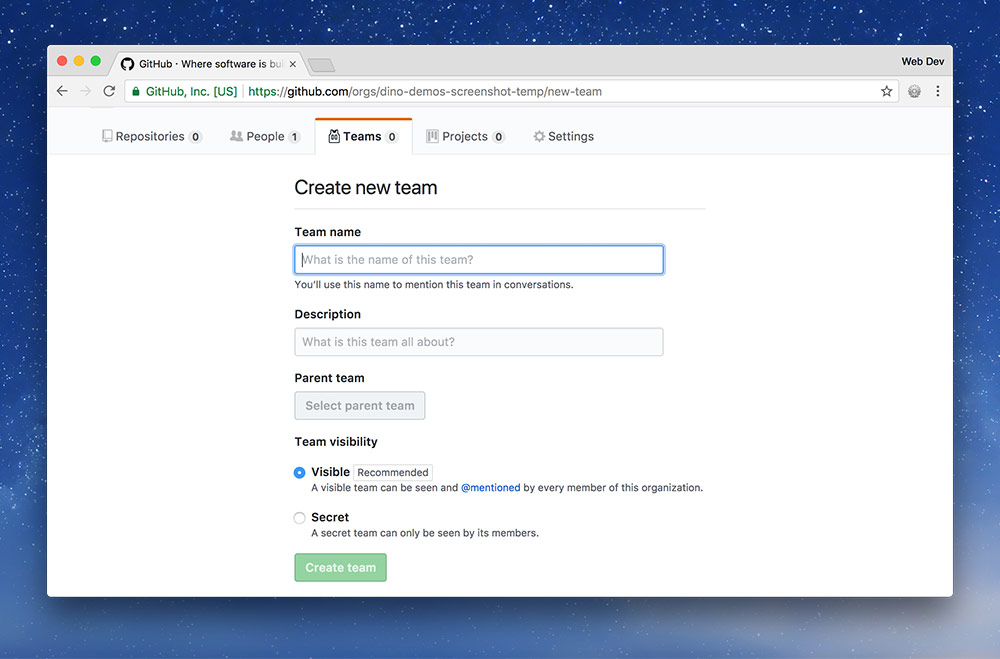 GitHub · Where software is bu
Web Dev
GitHub, Inc. [US] https://github.com/orgs/dino-demos-screenshot-temp/new-team
Repositories 0 People 1 Teams 0 Projects 0 Settings
Create new team
Team name
What is the name of this team?
You'll use this name to mention this team in conversations.
Description
What is this team all about?
Parent team
Select parent team
Team visibility
Visible Recommended
A visible team can be seen and @mentioned by every member of this organization.
Secret
A secret team can only be seen by its members.
Create team